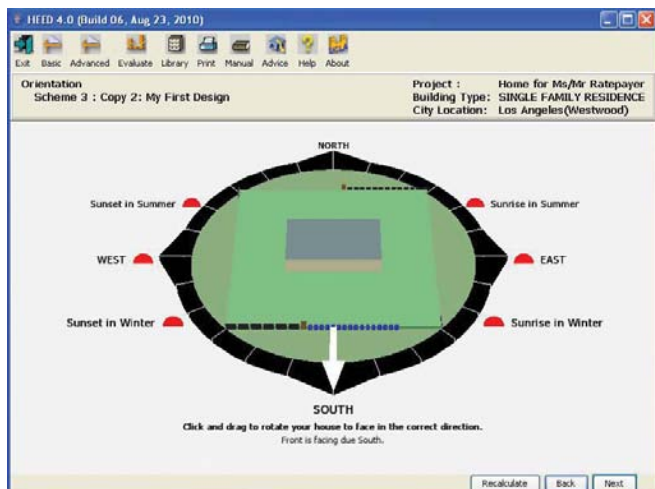 HEED 4.0 (Build 06, Aug 23, 2010)
Exit Basic Advanced Evaluate Library Print Manual Advice Help About
Orientation
Scheme 3 : Copy 2: My First Design
Project : Home for Ms/Mr Ratepayer
Building Type: SINGLE FAMILY RESIDENCE
City Location: Los Angeles(Westwood)
NORTH
Sunset in Summer
Sunrise in Summer
WEST
EAST
Sunset in Winter
Sunrise in Winter
SOUTH
Click and drag to rotate your house to face in the correct direction.
Front is facing due South.
Recalculate Back Next